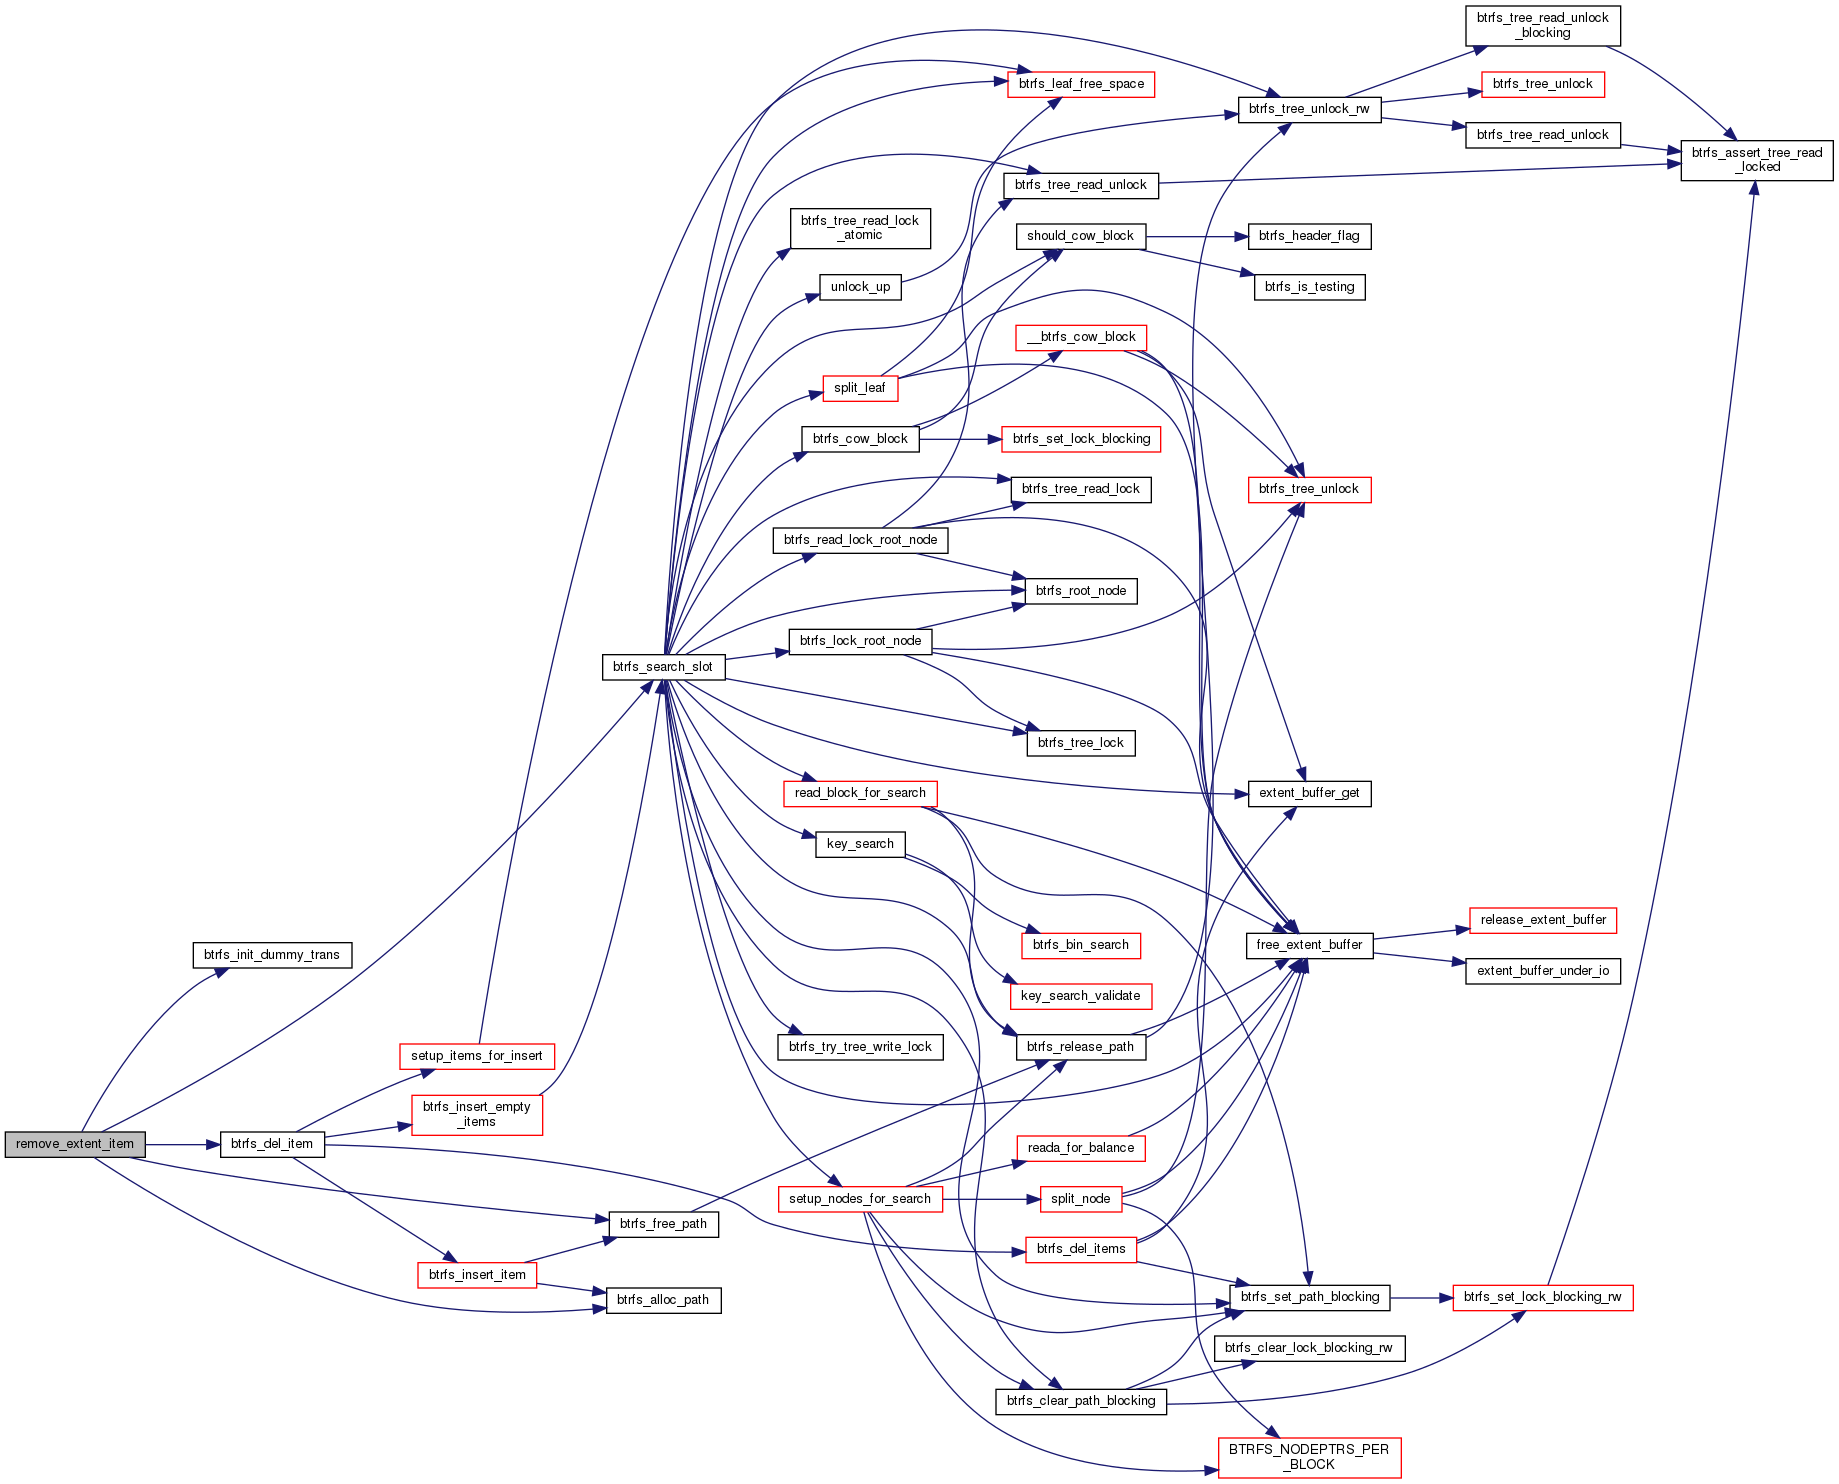 btrfs_tree_read_unlock
_blocking
btrfs_leaf_free_space
btrfs_tree_unlock
btrfs_tree_unlock_rw
btrfs_tree_read_unlock
btrfs_assert_tree_read
_locked
btrfs_tree_read_unlock
btrfs_tree_read_lock
_atomic
should_cow_block
btrfs_header_flag
unlock_up
btrfs_is_testing
__btrfs_cow_block
split_leaf
btrfs_cow_block
btrfs_set_lock_blocking
btrfs_tree_read_lock
btrfs_tree_unlock
btrfs_read_lock_root_node
btrfs_root_node
btrfs_lock_root_node
btrfs_search_slot
btrfs_tree_lock
read_block_for_search
extent_buffer_get
key_search
release_extent_buffer
btrfs_bin_search
free_extent_buffer
btrfs_init_dummy_trans
extent_buffer_under_io
key_search_validate
btrfs_try_tree_write_lock
btrfs_release_path
setup_items_for_insert
btrfs_insert_empty
_items
remove_extent_item
btrfs_del_item
reada_for_balance
setup_nodes_for_search
split_node
btrfs_free_path
btrfs_del_items
btrfs_insert_item
btrfs_alloc_path
btrfs_set_path_blocking
btrfs_set_lock_blocking_rw
btrfs_clear_lock_blocking_rw
btrfs_clear_path_blocking
BTRFS_NODEPTRS_PER
_BLOCK